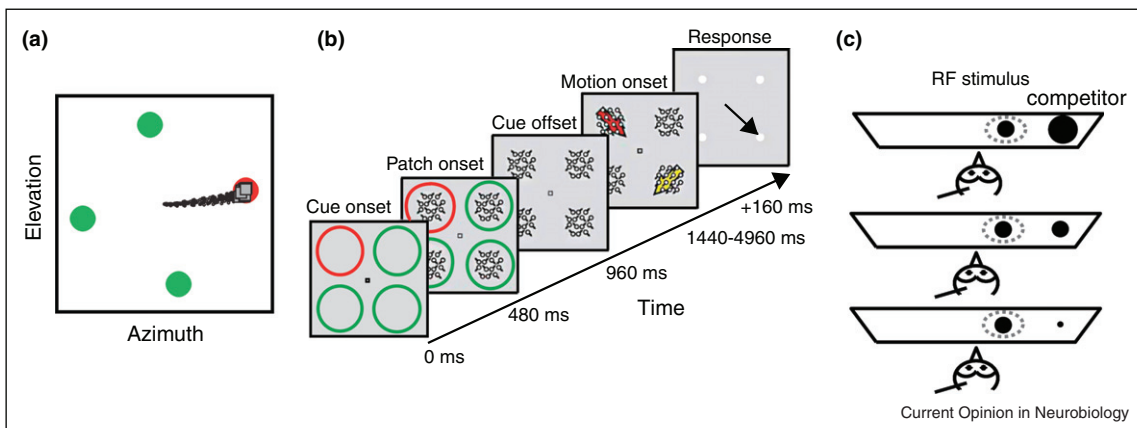 (a)
Elevation
Azimuth
(b)
Cue onset
Patch onset
Cue offset
Motion onset
Response
0 ms
480 ms
960 ms
1440-4960 ms
+160 ms
Time
(c)
RF stimulus
competitor
Current Opinion in Neurobiology